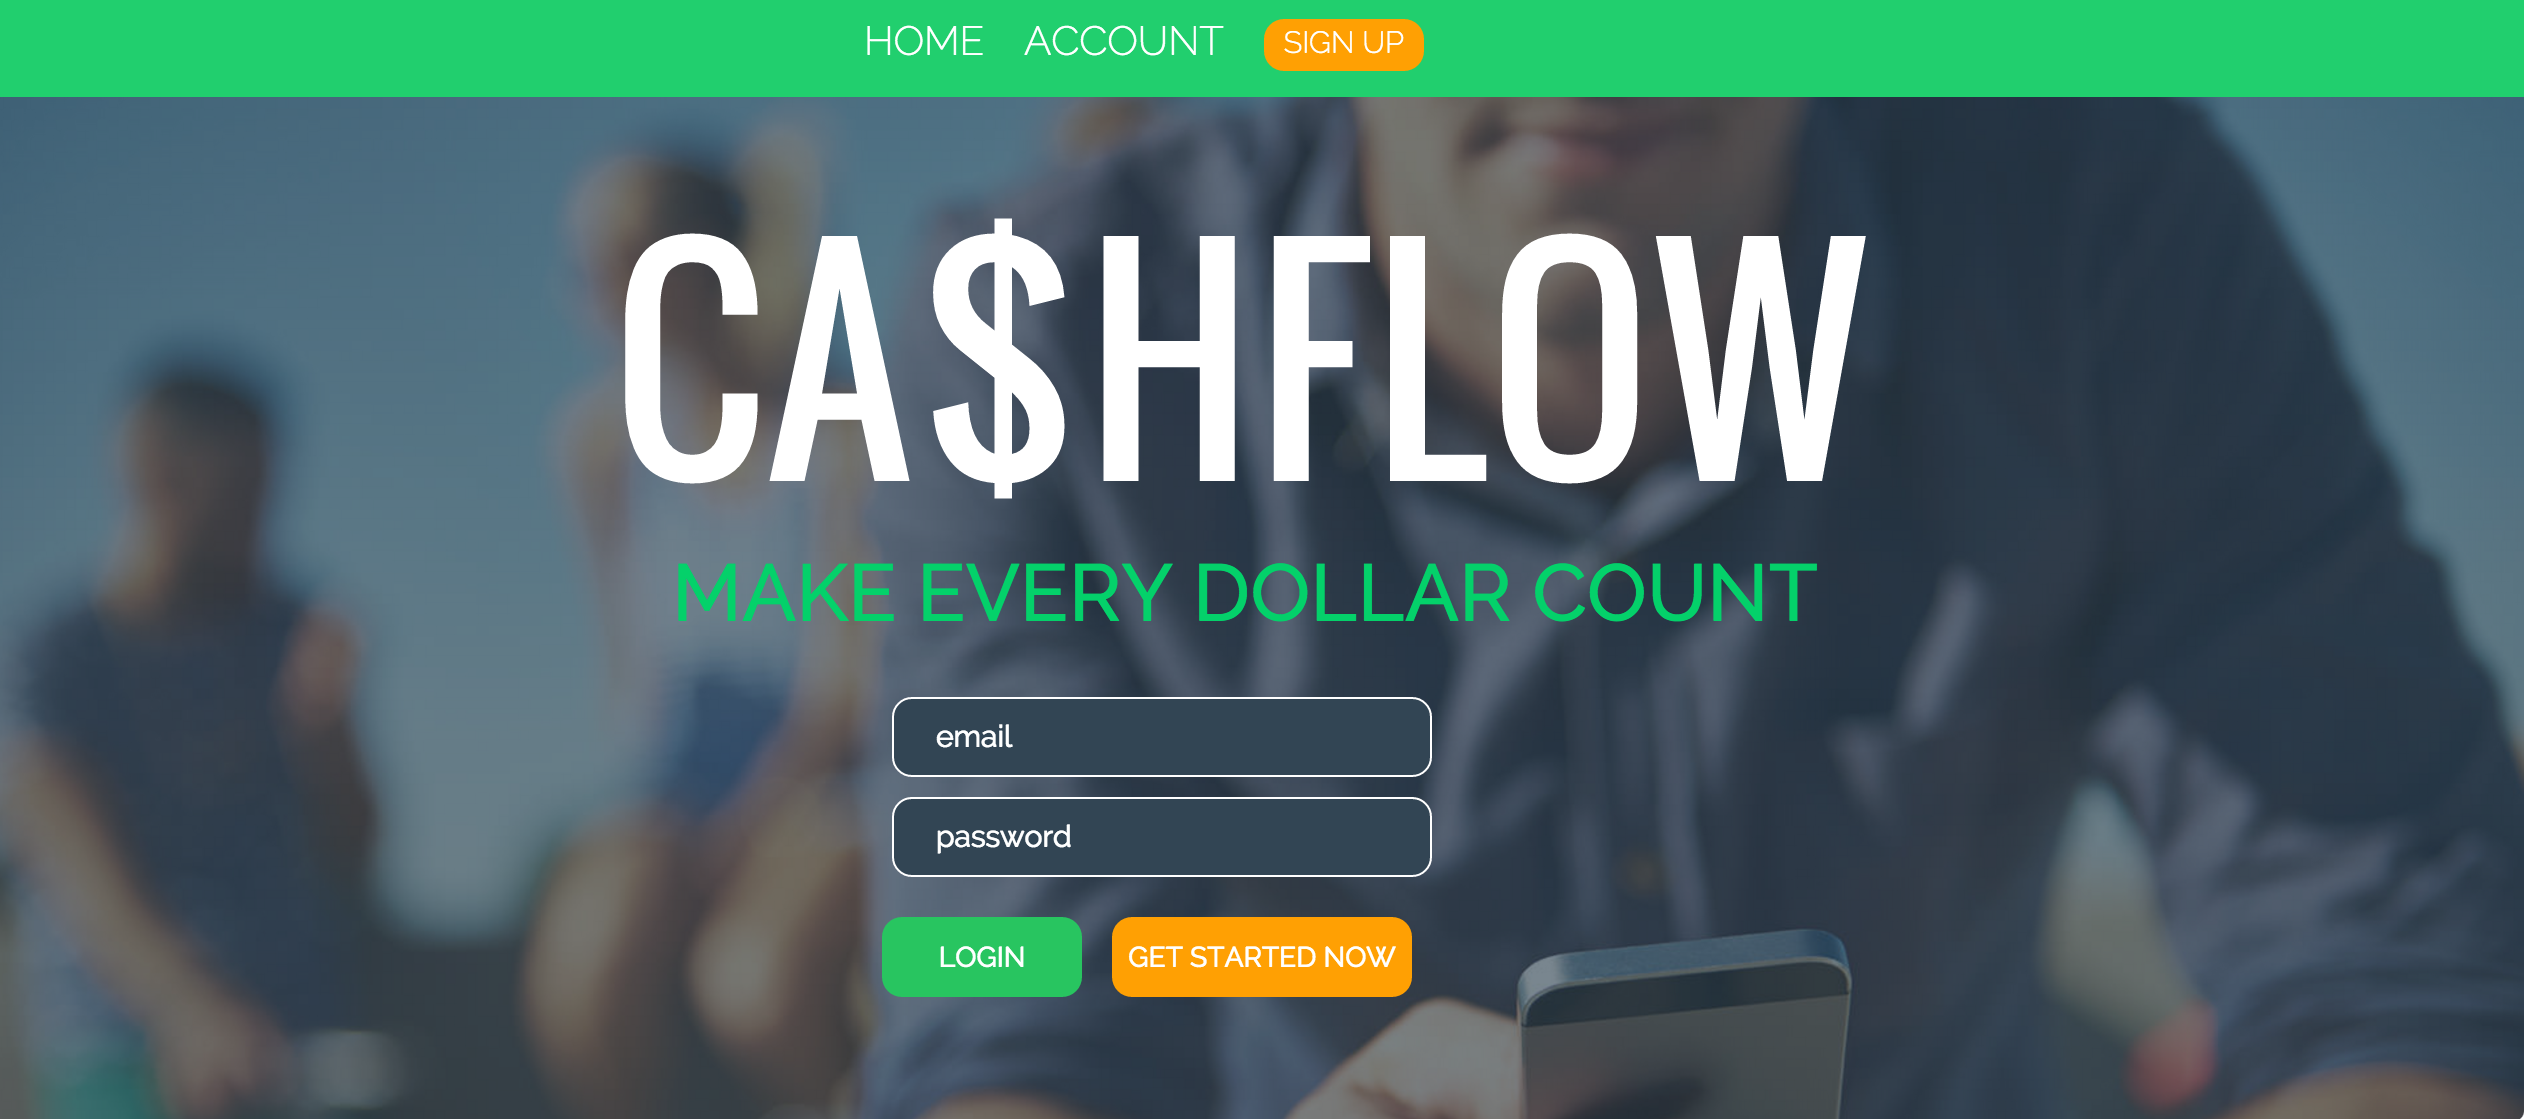 HOME ACCOUNT SIGN UP
CA$HFLOW
MAKE EVERY DOLLAR COUNT
email
password
LOGIN GET STARTED NOW